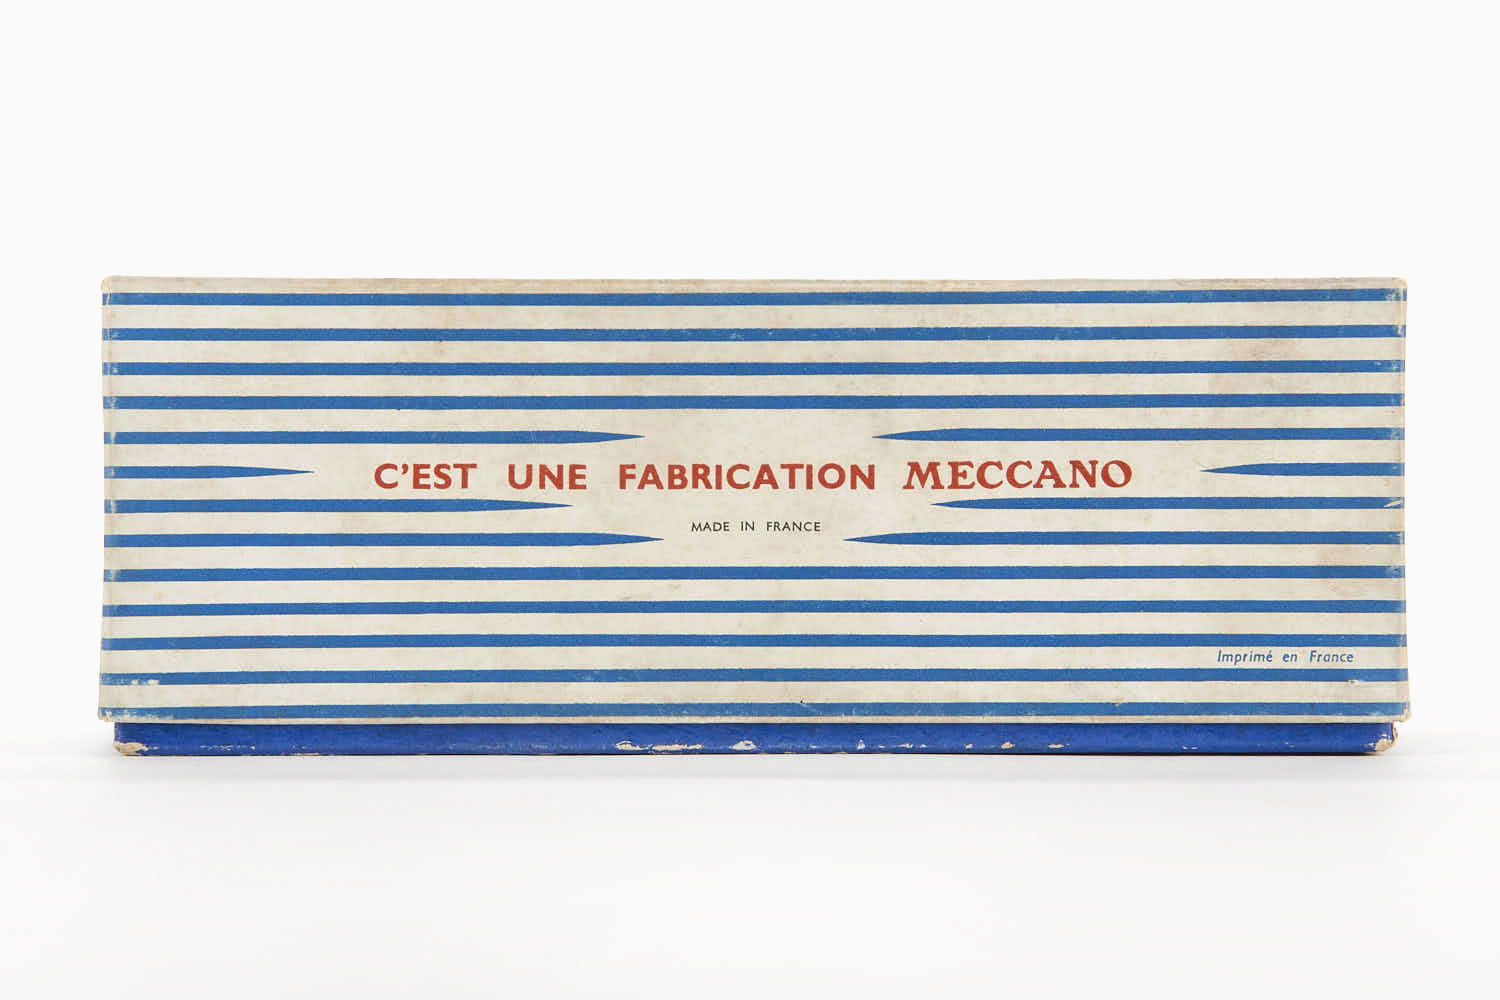 C'EST UNE FABRICATION MECCANO
MADE IN FRANCE
Imprimé en France